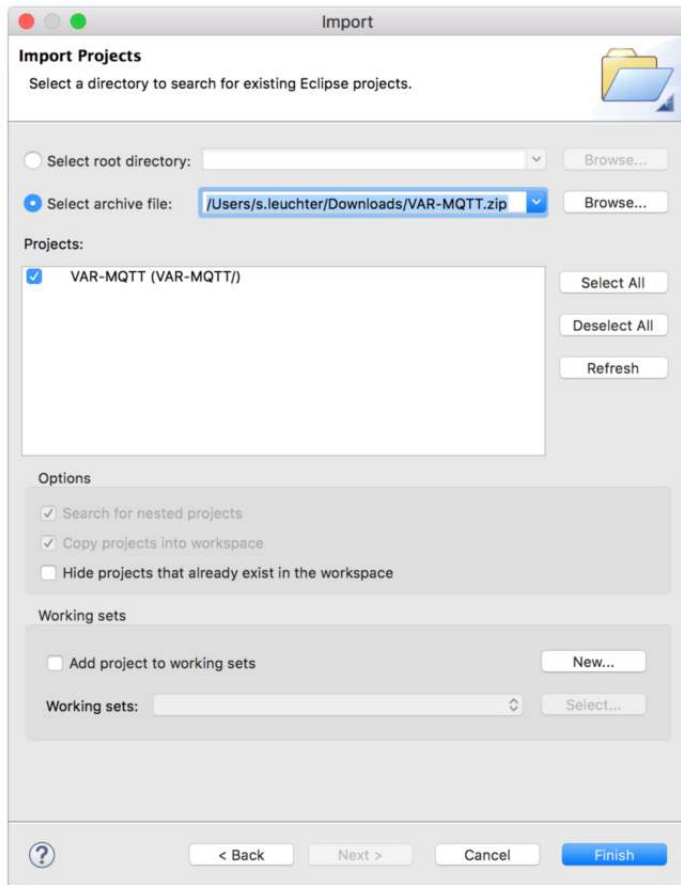 Import
Import Projects
Select a directory to search for existing Eclipse projects.
Select root directory: Browse...
Select archive file: /Users/s.leuchter/Downloads/VAR-MQTT.zip Browse...
Projects:
VAR-MQTT (VAR-MQTT/)
Select All
Deselect All
Refresh
Options
Search for nested projects
Copy projects into workspace
Hide projects that already exist in the workspace
Working sets
Add project to working sets New...
Working sets: Select...
? < Back Next > Cancel Finish